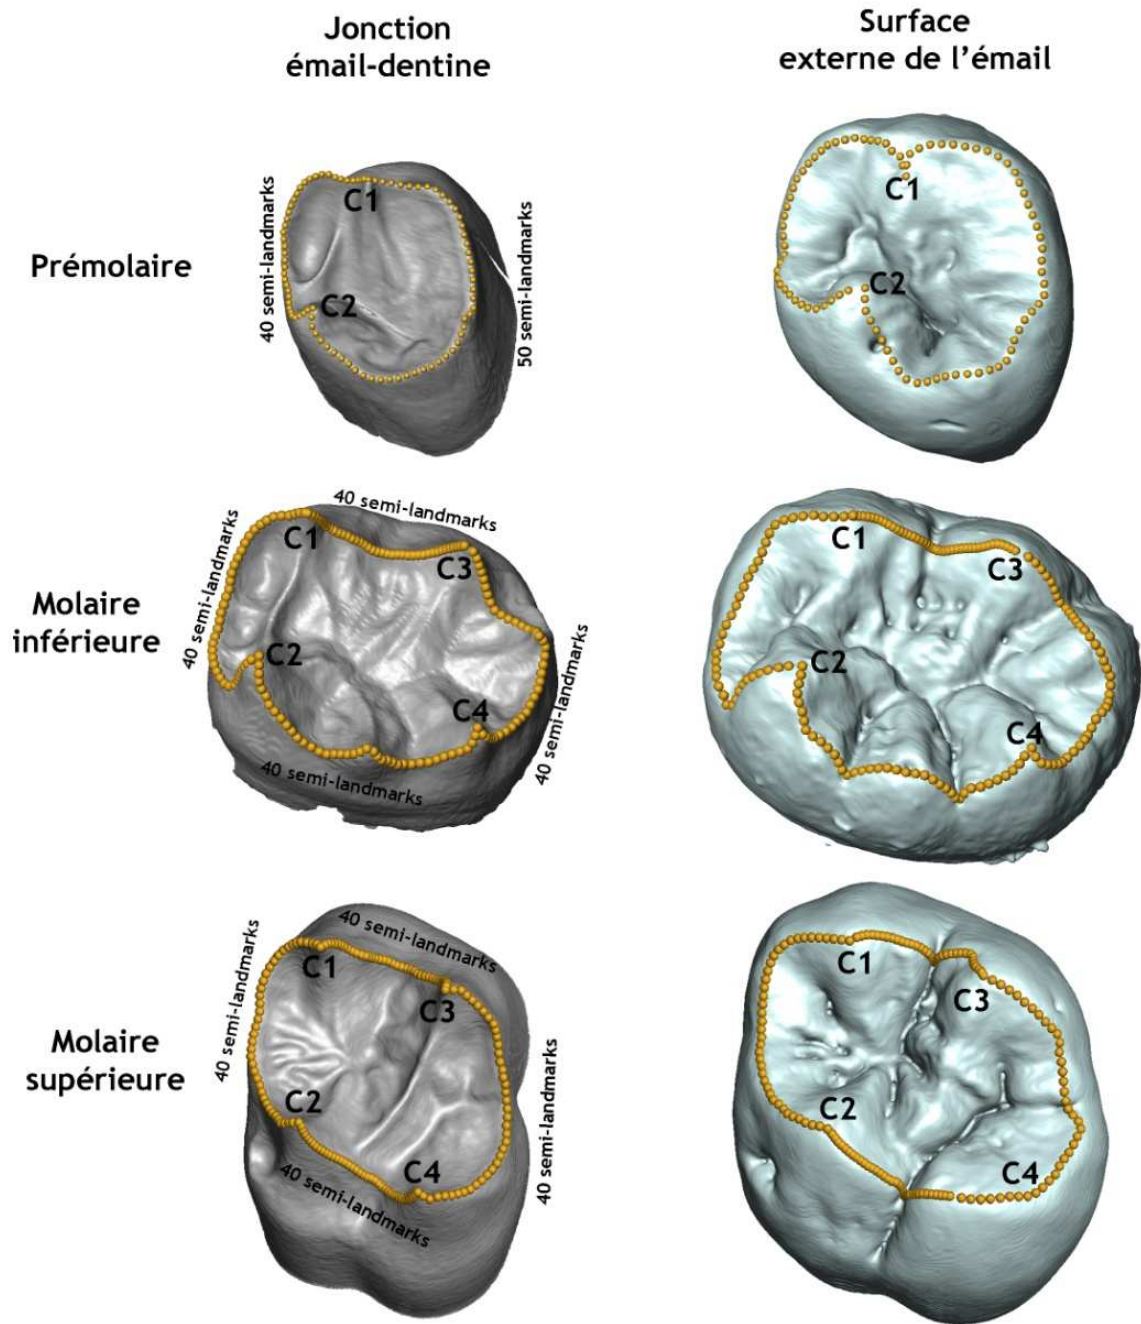 Jonction
émail-dentine
Surface
externe de l'émail
Prémolaire
40 semi-landmarks
C1
C2
50 semi-landmarks
C1
C2
Molaire
inférieure
40 semi-landmarks
40 semi-landmarks
C1
C3
C2
C4
40 semi-landmarks
40 semi-landmarks
C1
C3
C2
C4
Molaire
supérieure
40 semi-landmarks
40 semi-landmarks
C1
C3
C2
C4
40 semi-landmarks
40 semi-landmarks
C1
C3
C2
C4